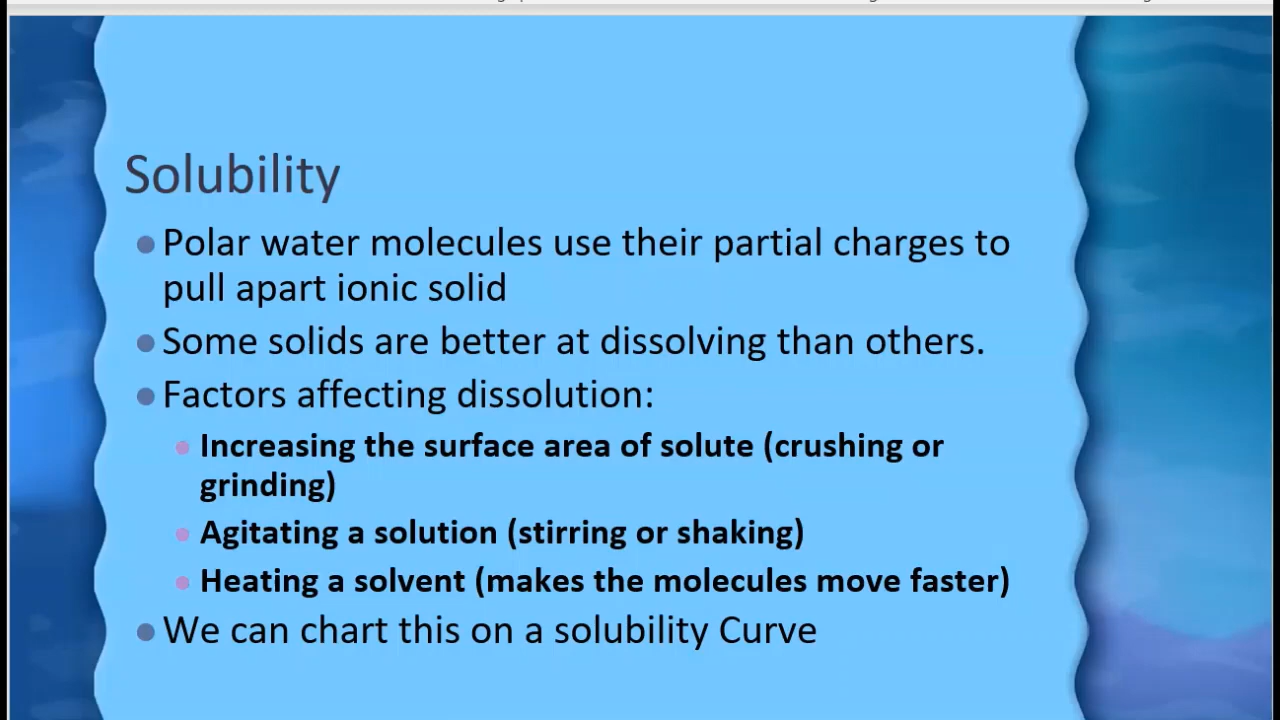 Solubility
Polar water molecules use their partial charges to
pull apart ionic solid
Some solids are better at dissolving than others.
Factors affecting dissolution:
Increasing the surface area of solute (crushing or
grinding)
Agitating a solution (stirring or shaking)
Heating a solvent (makes the molecules move faster)
We can chart this on a solubility Curve